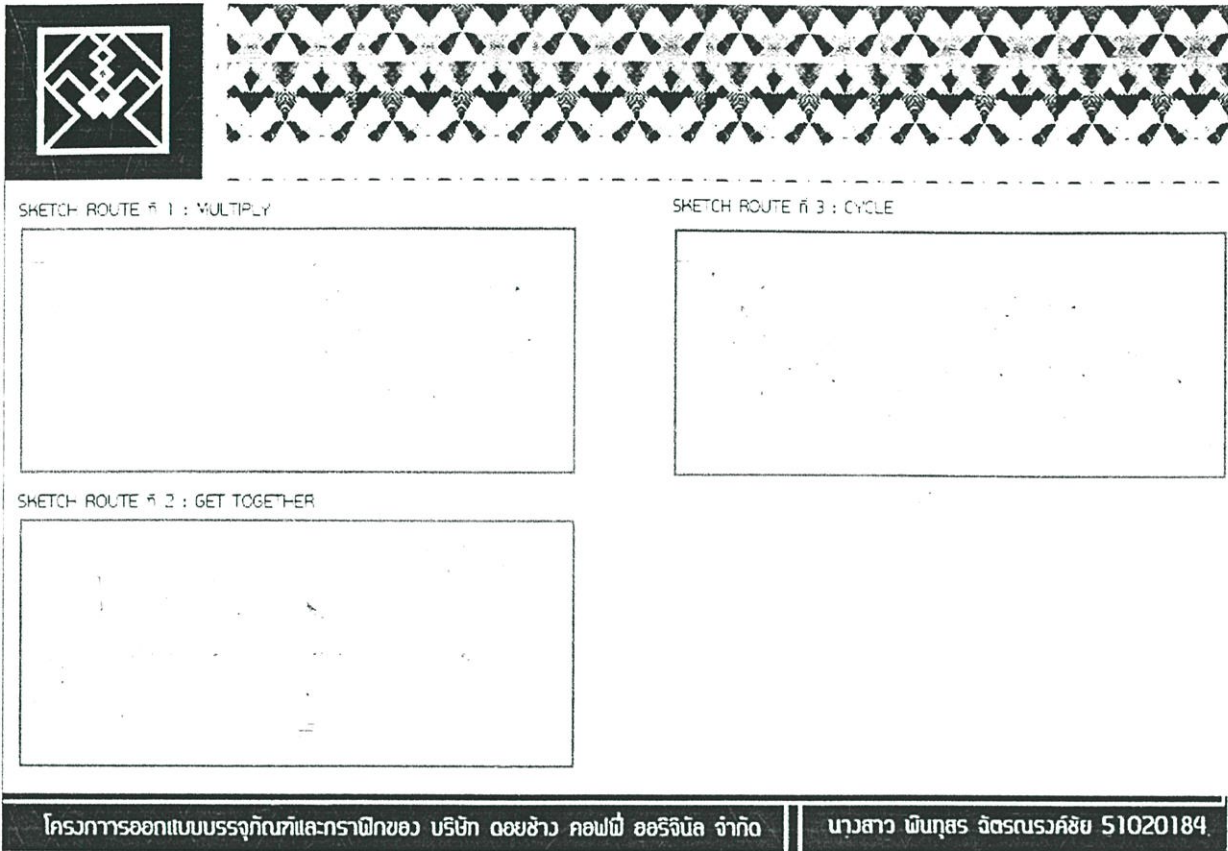 SKETCH ROUTE ที่ 1 : MULTIPLY
SKETCH ROUTE ที่ 3 : CYCLE
SKETCH ROUTE ที่ 2 : GET TOGETHER
โครงการออกแบบบรรจุภัณฑ์และกราฟิกของ บริษัท ดอยช้าง คอฟฟี่ ออริจินัล จำกัด
นางสาว พินทุสร ฉัตรณรงค์ชัย 51020184